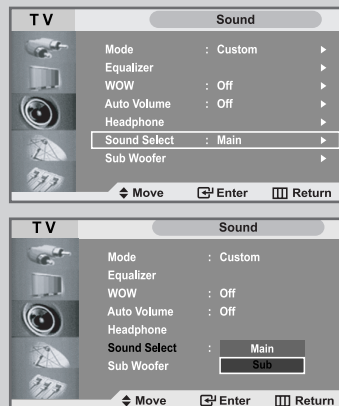 TV Sound
Mode : Custom
Equalizer
WOW : Off
Auto Volume : Off
Headphone
Sound Select : Main
Sub Woofer
Move Enter Return
TV Sound
Mode : Custom
Equalizer
WOW : Off
Auto Volume : Off
Headphone
Sound Select : Main
Sub Woofer Sub
Move Enter Return